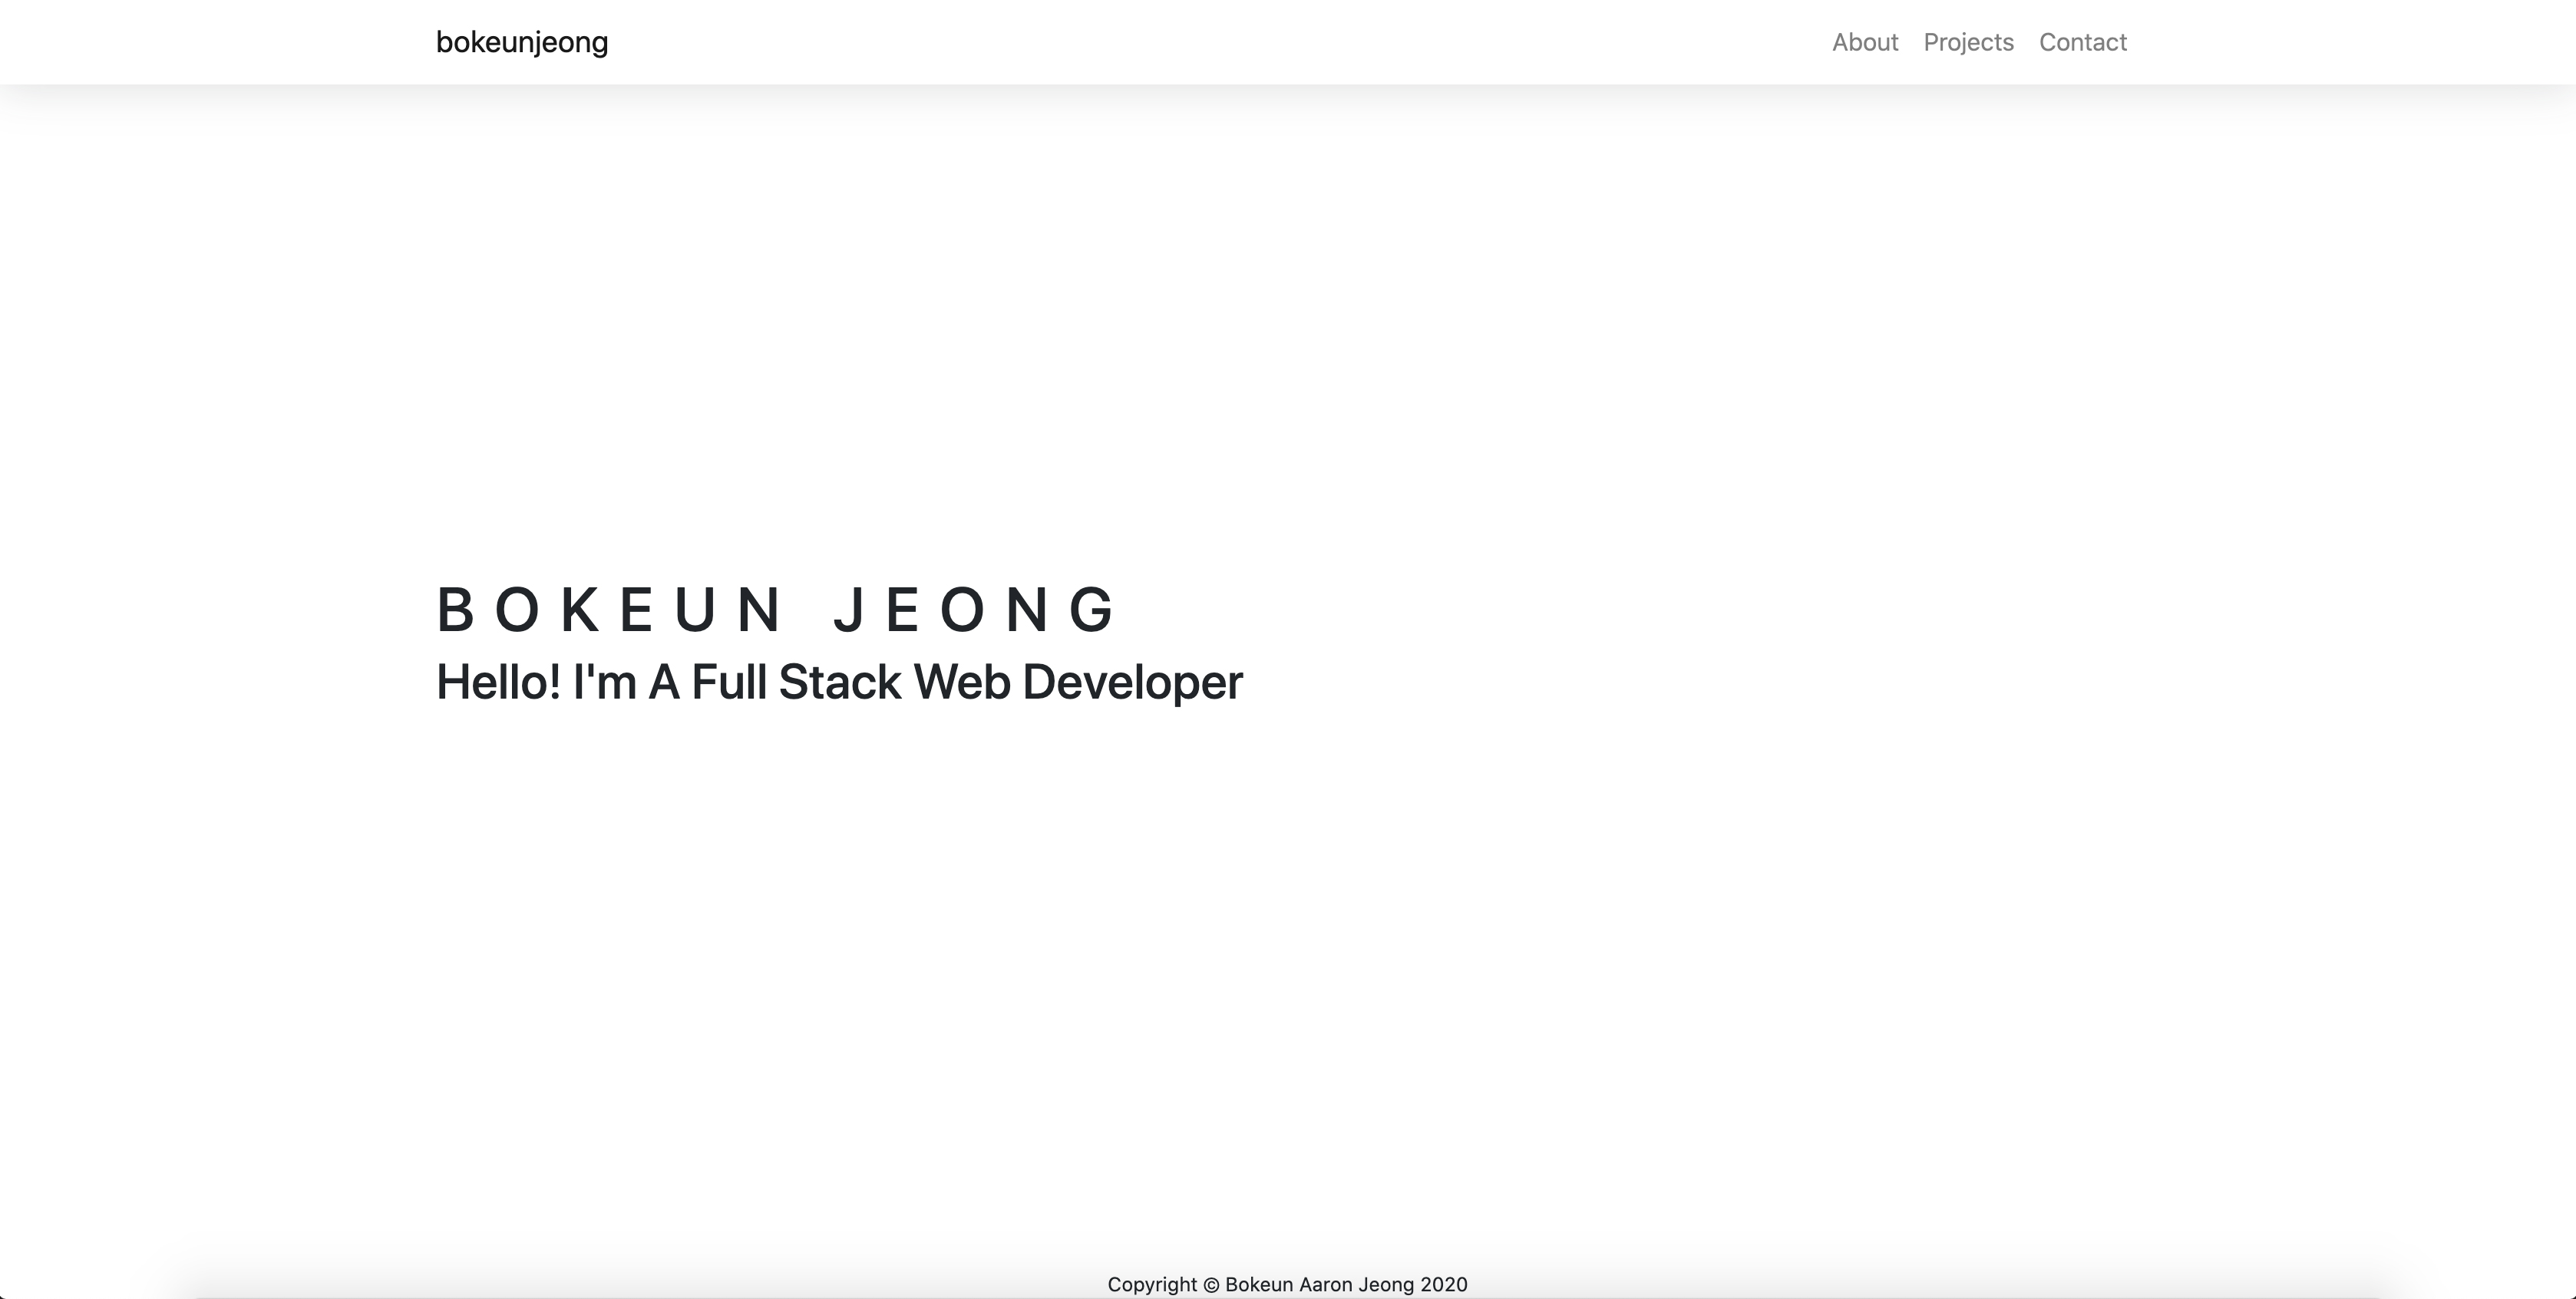 bokeunjeong
About Projects Contact
BOKEUN JEONG
Hello! I'm A Full Stack Web Developer
Copyright © Bokeun Aaron Jeong 2020